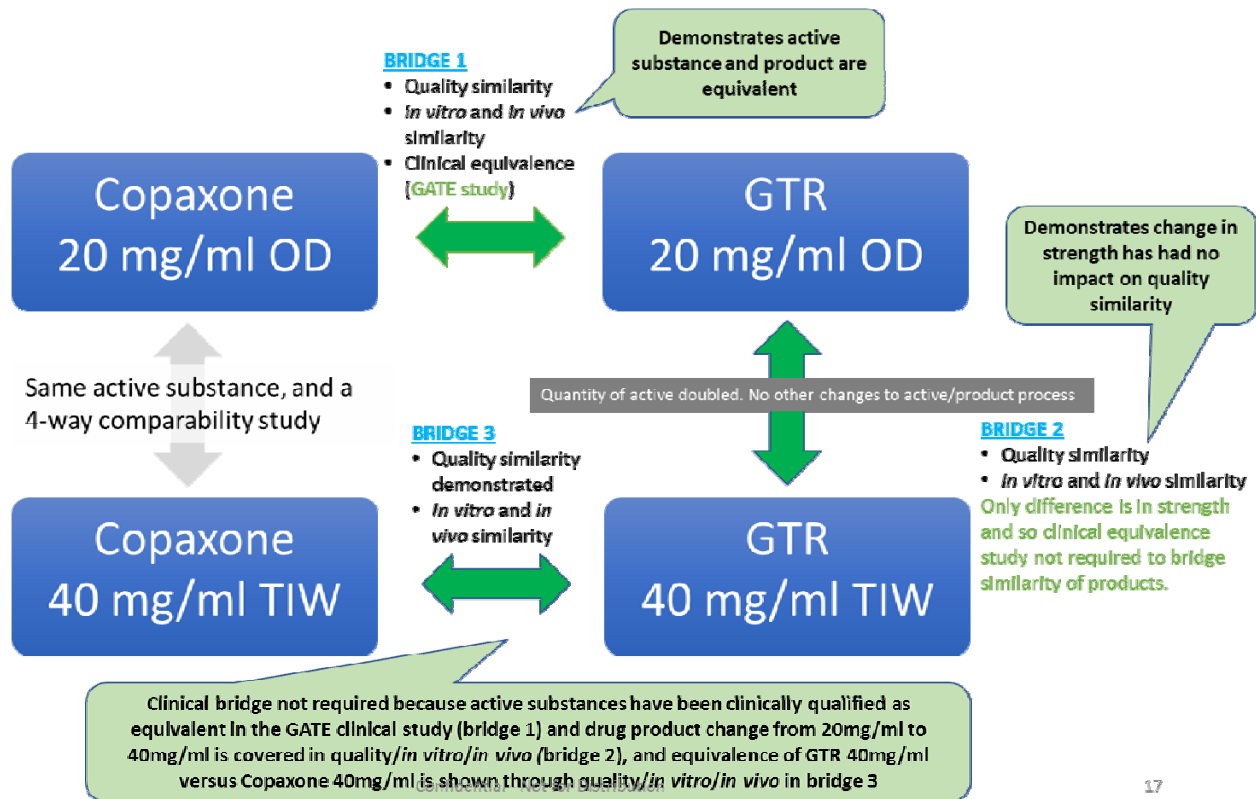 Demonstrates active
substance and product are
equivalent
BRIDGE 1
• Quality similarity
• In vitro and in vivo
similarity
• Clinical equivalence
(GATE study)
Copaxone
20 mg/ml OD
GTR
20 mg/ml OD
Demonstrates change in
strength has had no
impact on quality
similarity
Same active substance, and a
4-way comparability study
Quantity of active doubled. No other changes to active/product process
BRIDGE 3
• Quality similarity
demonstrated
• In vitro and in
vivo similarity
BRIDGE 2
• Quality similarity
• In vitro and in vivo similarity
Only difference is in strength
and so clinical equivalence
study not required to bridge
similarity of products.
Copaxone
40 mg/ml TIW
GTR
40 mg/ml TIW
Clinical bridge not required because active substances have been clinically qualified as
equivalent in the GATE clinical study (bridge 1) and drug product change from 20mg/ml to
40mg/ml is covered in quality/in vitro/in vivo (bridge 2), and equivalence of GTR 40mg/ml
versus Copaxone 40mg/ml is shown through quality/in vitro/in vivo in bridge 3
Confidential - Not for Distribution
17